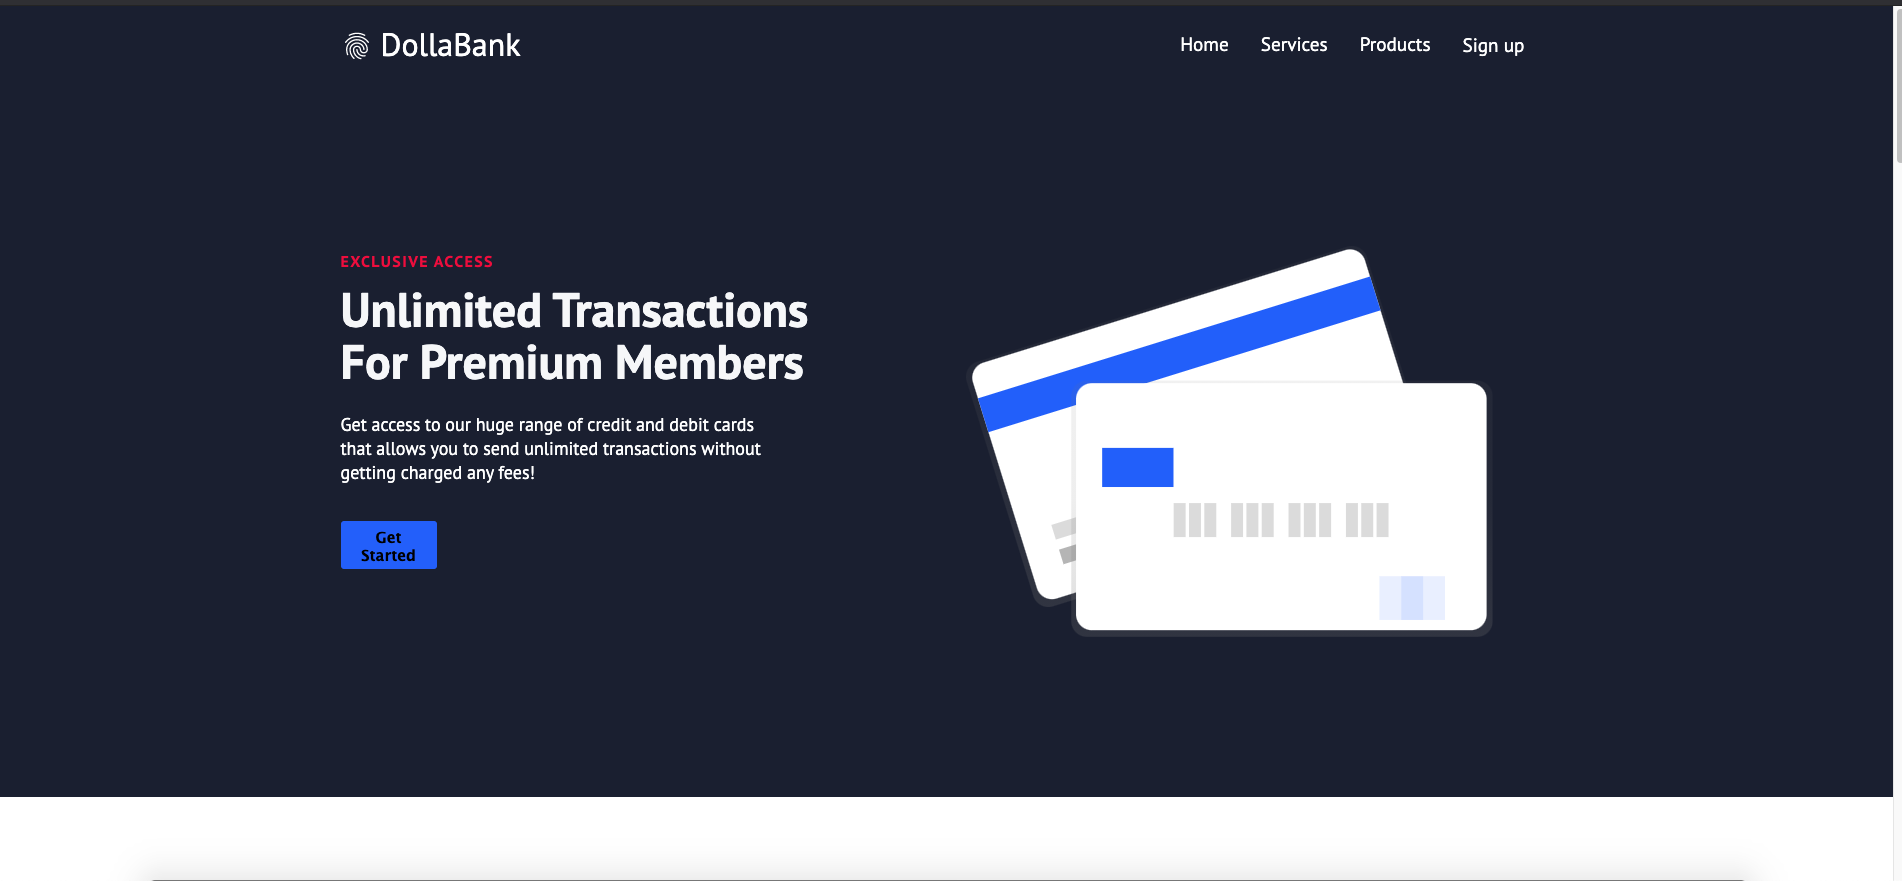 DollaBank
Home Services Products Sign up
EXCLUSIVE ACCESS
Unlimited Transactions
For Premium Members
Get access to our huge range of credit and debit cards
that allows you to send unlimited transactions without
getting charged any fees!
Get
Started